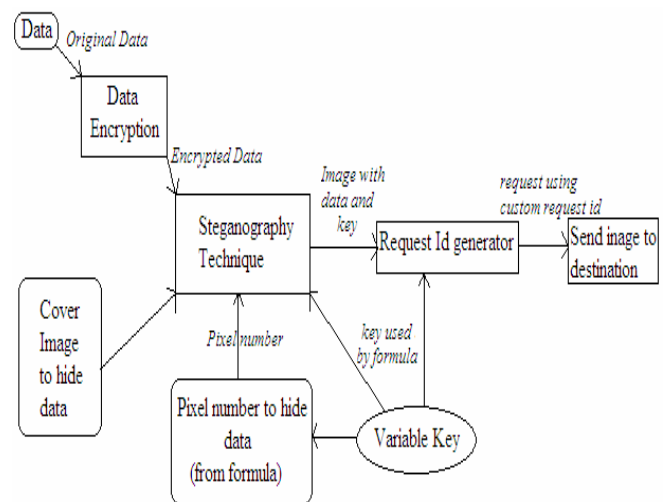 Data
Original Data
Data
Encryption
Encrypted Data
Image with
data and
key
request using
custom request id
Steganography
Technique
Request Id generator
Send image to
destination
Cover
Image
to hide
data
Pixel number
key used
by formula
Pixel number to hide
data
(from formula)
Variable Key